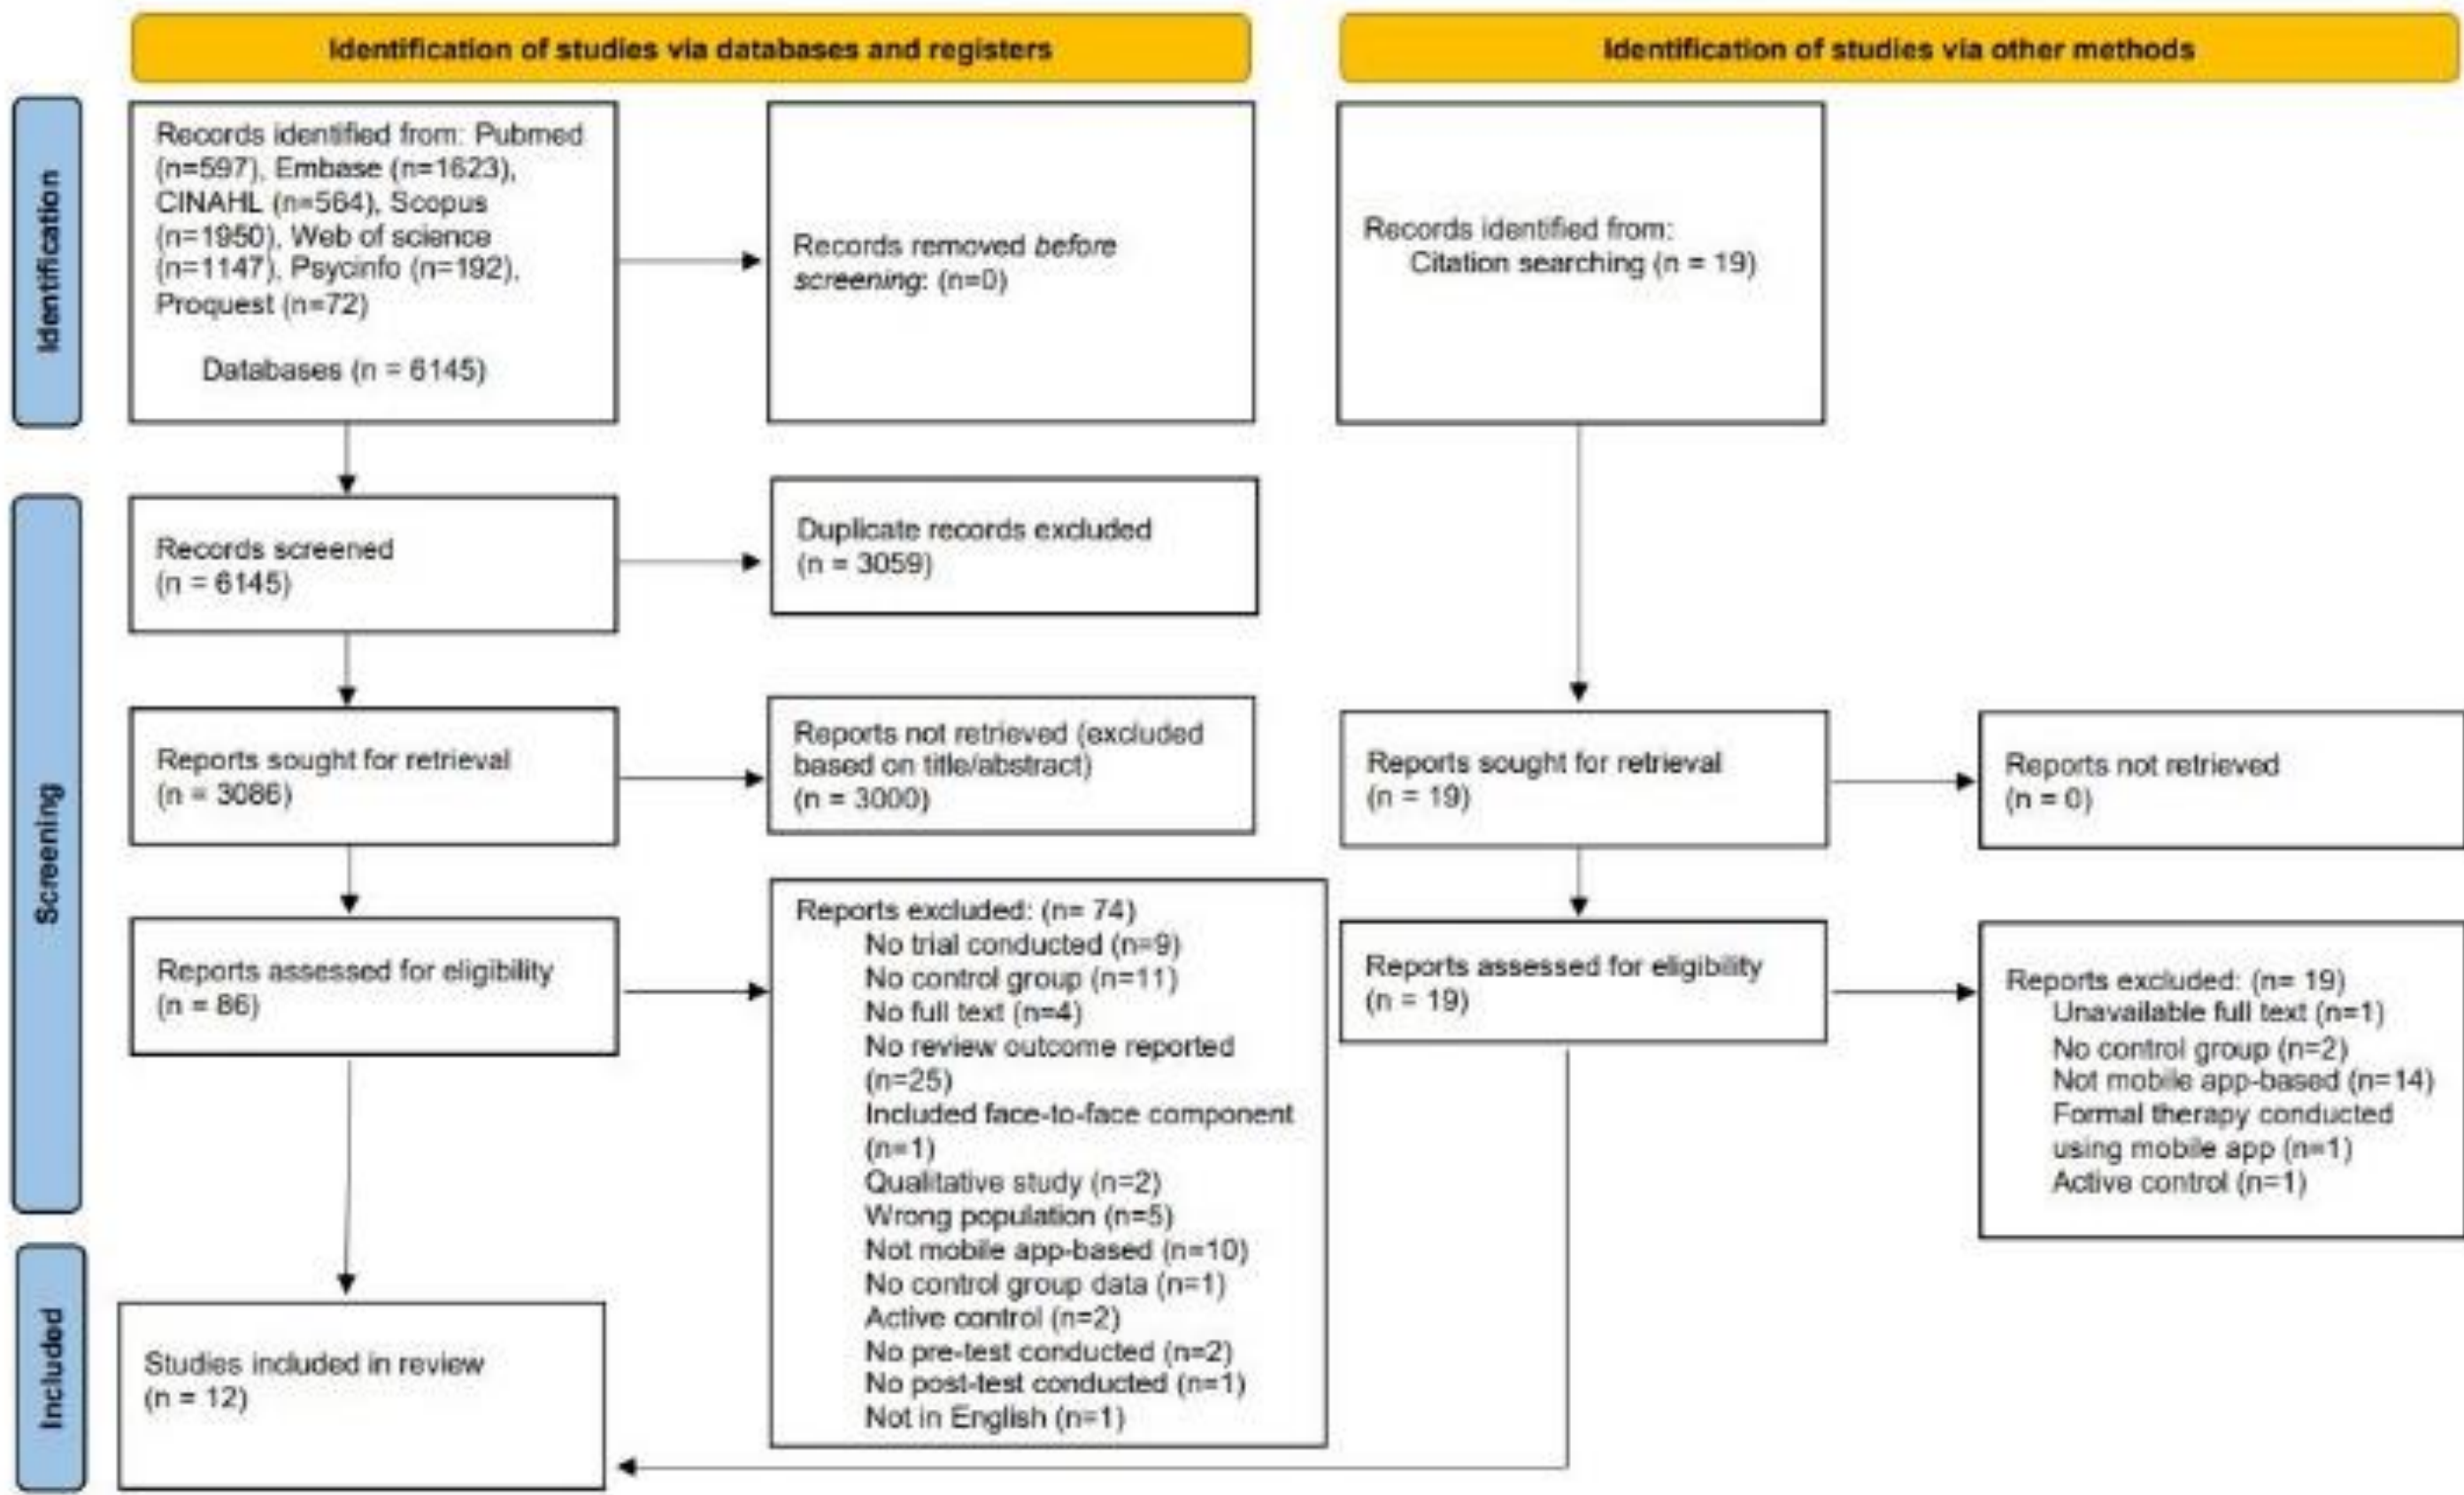 Identification of studies via databases and registers
Identification of studies via other methods
Identification
Records identified from: Pubmed
(n=597), Embase (n=1623),
CINAHL (n=564), Scopus
(n=1950), Web of science
(n=1147), Psycinfo (n=192),
Proquest (n=72)
Databases (n = 6145)
Records removed before
screening: (n=0)
Records identified from:
Citation searching (n = 19)
Screening
Records screened
(n = 6145)
Duplicate records excluded
(n = 3059)
Reports sought for retrieval
(n = 3086)
Reports not retrieved (excluded
based on title/abstract)
(n = 3000)
Reports sought for retrieval
(n = 19)
Reports not retrieved
(n = 0)
Reports assessed for eligibility
(n = 86)
Reports excluded: (n= 74)
No trial conducted (n=9)
No control group (n=11)
No full text (n=4)
No review outcome reported
(n=25)
Included face-to-face component
(n=1)
Qualitative study (n=2)
Wrong population (n=5)
Not mobile app-based (n=10)
No control group data (n=1)
Active control (n=2)
No pre-test conducted (n=2)
No post-test conducted (n=1)
Not in English (n=1)
Reports assessed for eligibility
(n = 19)
Reports excluded: (n= 19)
Unavailable full text (n=1)
No control group (n=2)
Not mobile app-based (n=14)
Formal therapy conducted
using mobile app (n=1)
Active control (n=1)
Included
Studies included in review
(n = 12)